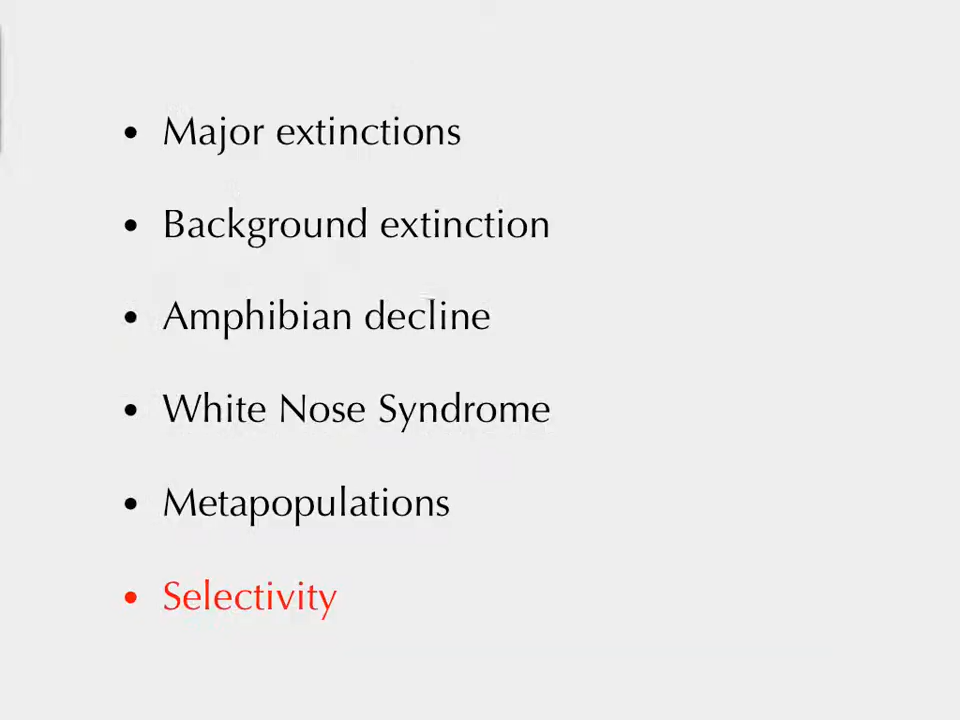 • Major extinctions
• Background extinction
• Amphibian decline
• White Nose Syndrome
• Metapopulations
• Selectivity